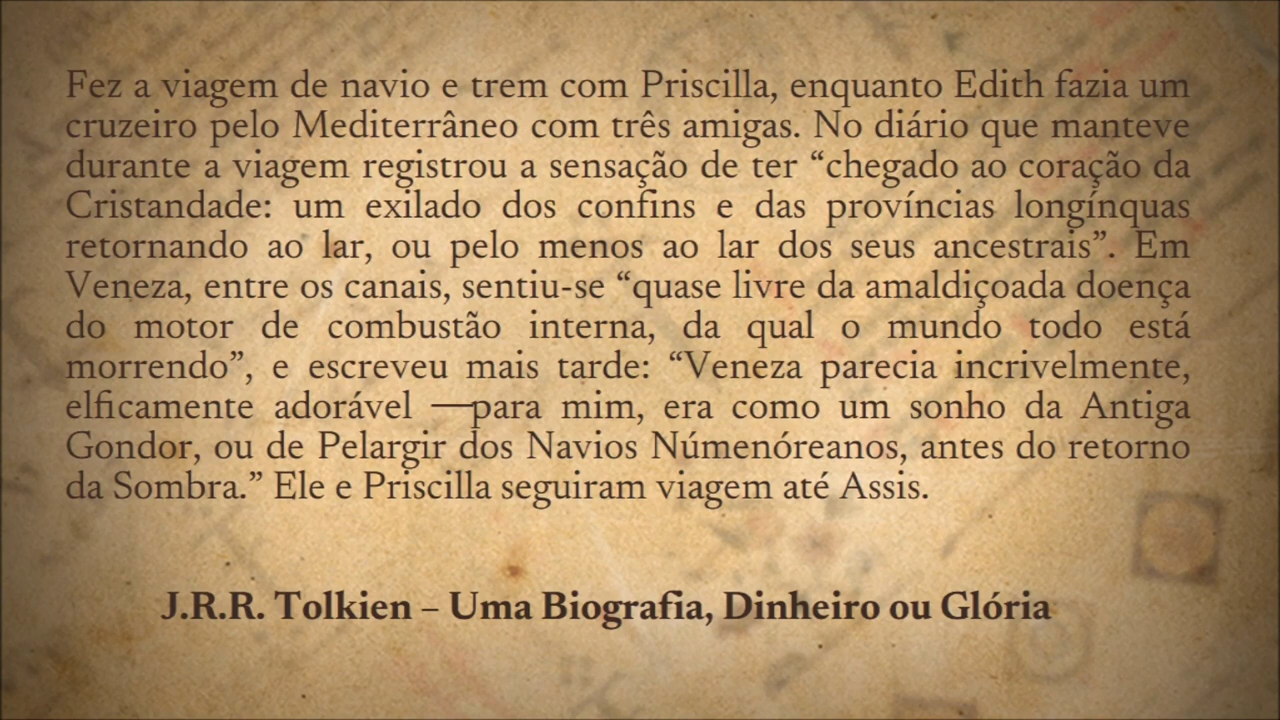 Fez a viagem de navio e trem com Priscilla, enquanto Edith fazia um
cruzeiro pelo Mediterrâneo com três amigas. No diário que manteve
durante a viagem registrou a sensação de ter “chegado ao coração da
Cristandade: um exilado dos confins e das províncias longínquas
retornando ao lar, ou pelo menos ao lar dos seus ancestrais”. Em
Veneza, entre os canais, sentiu-se “quase livre da amaldiçoada doença
do motor de combustão interna, da qual o mundo todo está
morrendo”, e escreveu mais tarde: “Veneza parecia incrivelmente,
elficamente adorável —para mim, era como um sonho da Antiga
Gondor, ou de Pelargir dos Navios Númenóreanos, antes do retorno
da Sombra.” Ele e Priscilla seguiram viagem até Assis.
J.R.R. Tolkien – Uma Biografia, Dinheiro ou Glória